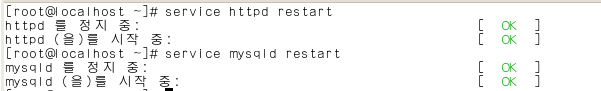 [root@localhost ~]# service httpd restart
httpd 를 정지 중: [ OK ]
httpd (을)를 시작 중: [ OK ]
[root@localhost ~]# service mysqld restart
mysqld 를 정지 중: [ OK ]
mysqld (을)를 시작 중: [ OK ]